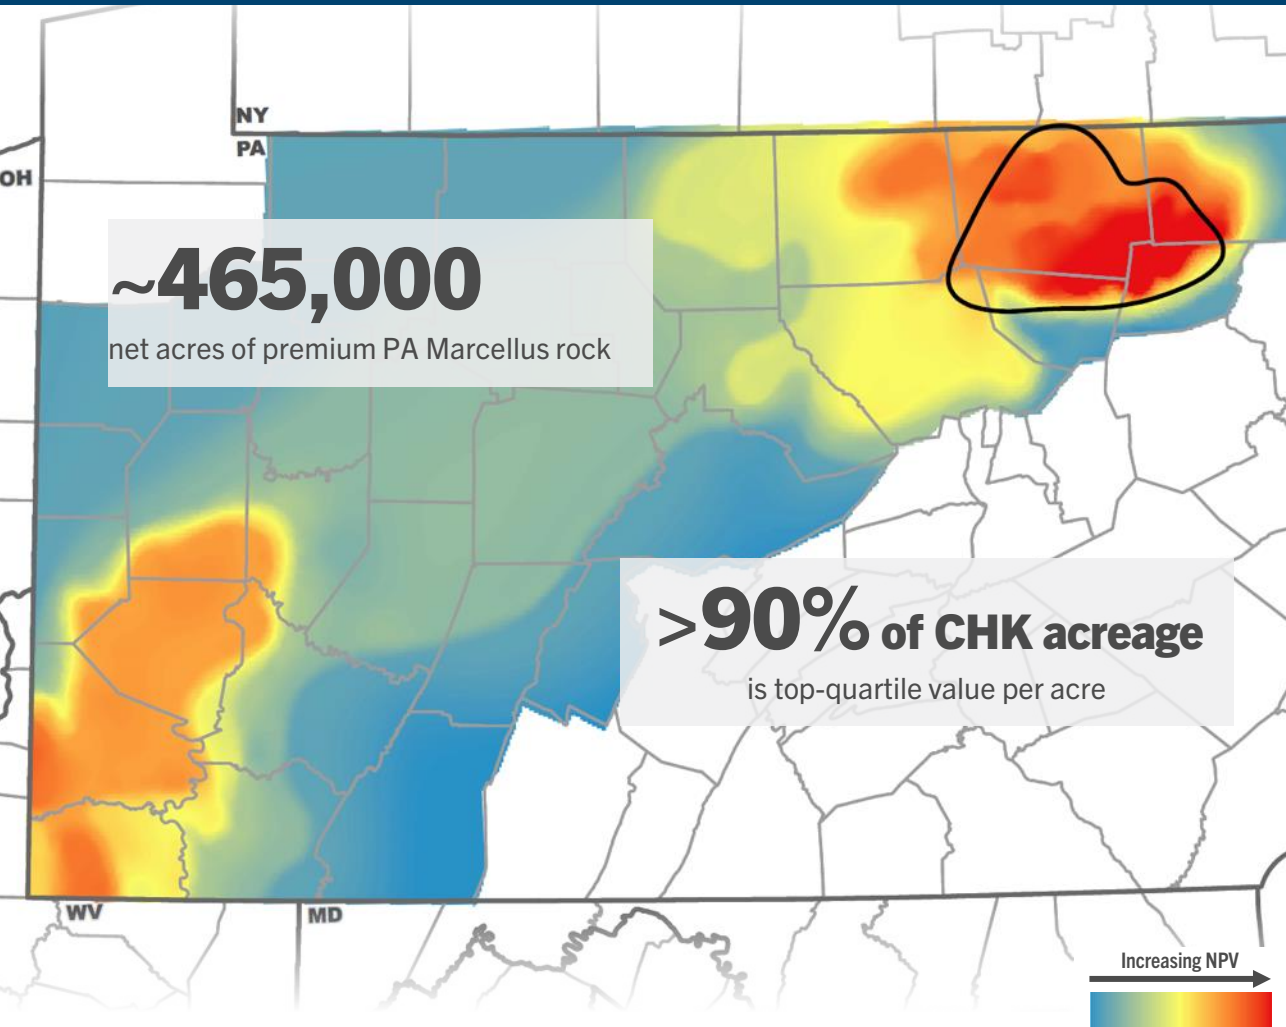 NY
PA
OH
~465,000
net acres of premium PA Marcellus rock
>90% of CHK acreage
is top-quartile value per acre
WV
MD
Increasing NPV